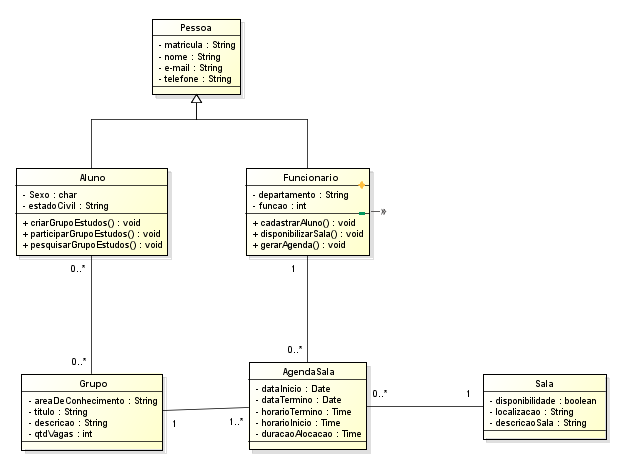 Pessoa
- matricula : String
- nome : String
- e-mail : String
- telefone : String
Aluno
- Sexo : char
- estadoCivil : String
+ criarGrupoEstudos() : void
+ participarGrupoEstudos() : void
+ pesquisarGrupoEstudos() : void
Funcionario
- departamento : String
- funcao : int
+ cadastrarAluno() : void
+ disponibilizarSala() : void
+ gerarAgenda() : void
0..*
1
0..*
0..*
Grupo
- areaDeConhecimento : String
- titulo : String
- descricao : String
- qtdVagas : int
1
1..*
AgendaSala
- dataInicio : Date
- dataTermino : Date
- horarioTermino : Time
- horarioInicio : Time
- duracaoAlocacao : Time
0..*
1
Sala
- disponibilidade : boolean
- localizacao : String
- descricaoSala : String